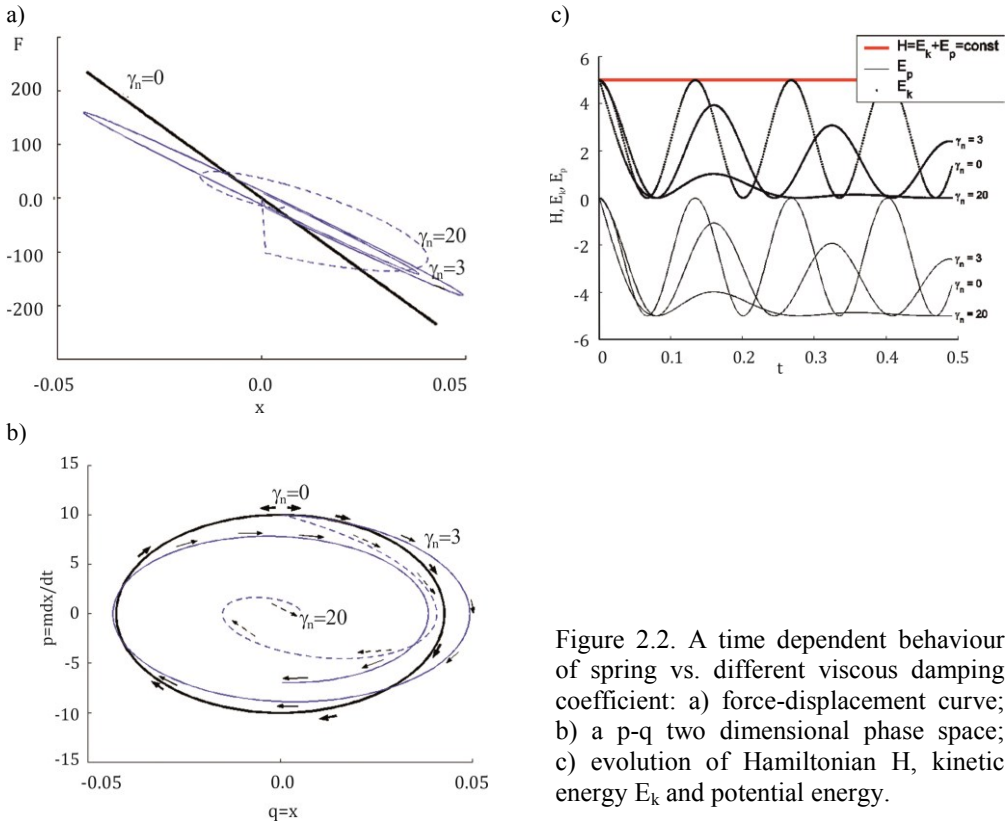 a)
F
200
100
0.0
-100
-200
-0.05
0.0
0.05
x
γn=0
γn=20
γn=3
c)
H=Ek+Ep=const
Ep
Ek
6
4
2
0
-2
-4
-6
H, Ek, Ep
0
0.1
0.2
0.3
0.4
0.5
t
γn = 3
γn = 0
γn = 20
γn = 3
γn = 0
γn = 20
b)
15
10
5
0
-5
-10
-15
p=mdx/dt
-0.05
0.0
0.05
q=x
γn=0
γn=3
γn=20
Figure 2.2. A time dependent behaviour
of spring vs. different viscous damping
coefficient: a) force-displacement curve;
b) a p-q two dimensional phase space;
c) evolution of Hamiltonian H, kinetic
energy Ek and potential energy.